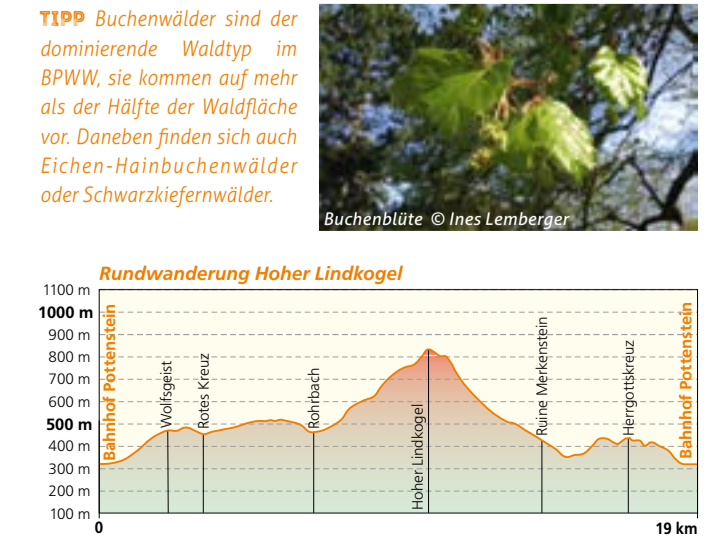 TIPP Buchenwälder sind der
dominierende Waldtyp im
BPWW, sie kommen auf mehr
als der Hälfte der Waldfläche
vor. Daneben finden sich auch
Eichen-Hainbuchenwälder
oder Schwarzkiefernwälder.
Buchenblüte © Ines Lemberger
Rundwanderung Hoher Lindkogel
1100 m
1000 m
900 m
800 m
700 m
600 m
500 m
400 m
300 m
200 m
100 m
Bahnhof Pottenstein
Wolfsgeist
Rotes Kreuz
Rohrbach
Hoher Lindkogel
Ruine Merkenstein
Herrgottskreuz
Bahnhof Pottenstein
0
19 km